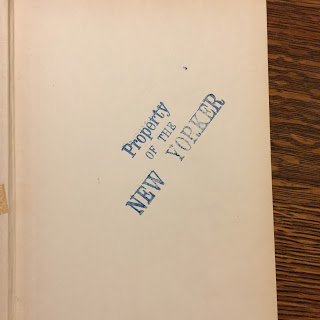 Property
OF THE
NEW YORKER